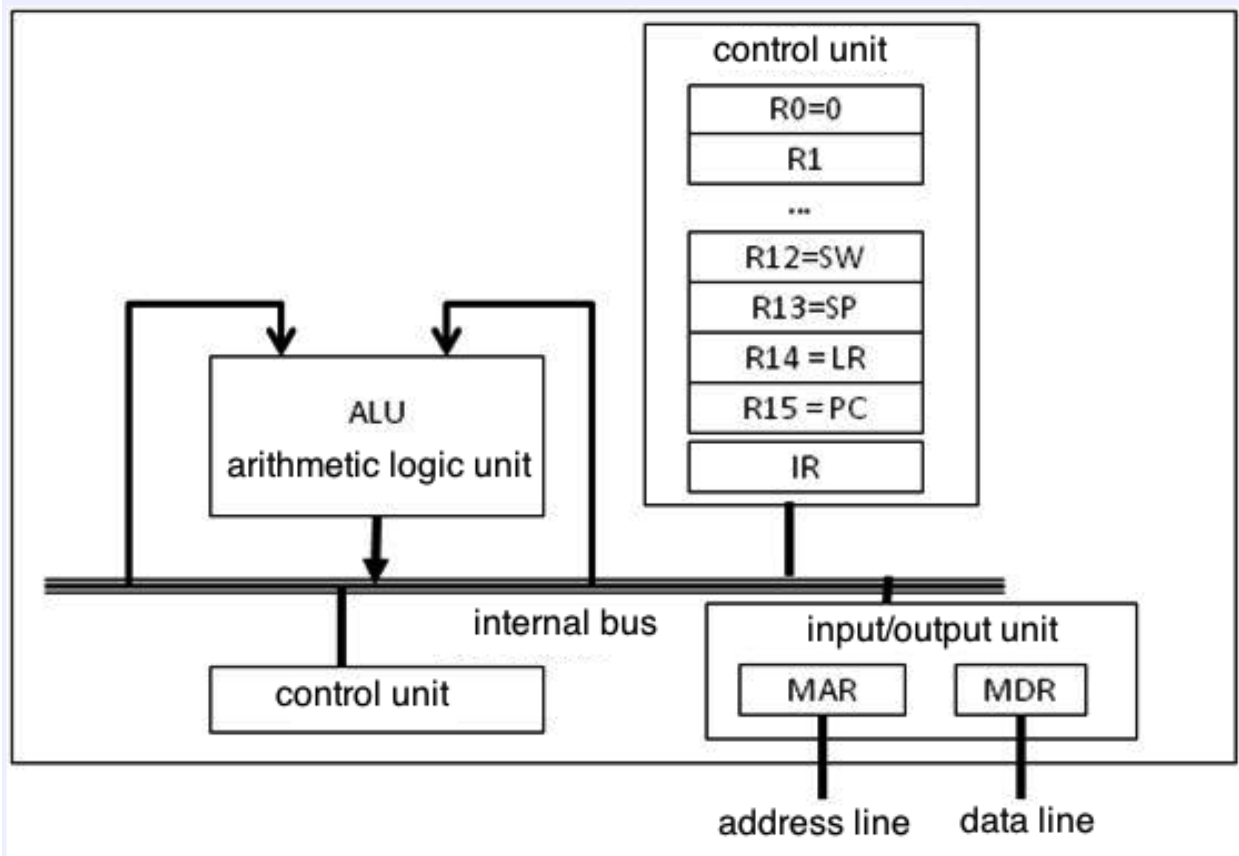 control unit
R0=0
R1
...
R12=SW
R13=SP
R14 = LR
R15 = PC
IR
ALU
arithmetic logic unit
internal bus
control unit
input/output unit
MAR
MDR
address line
data line